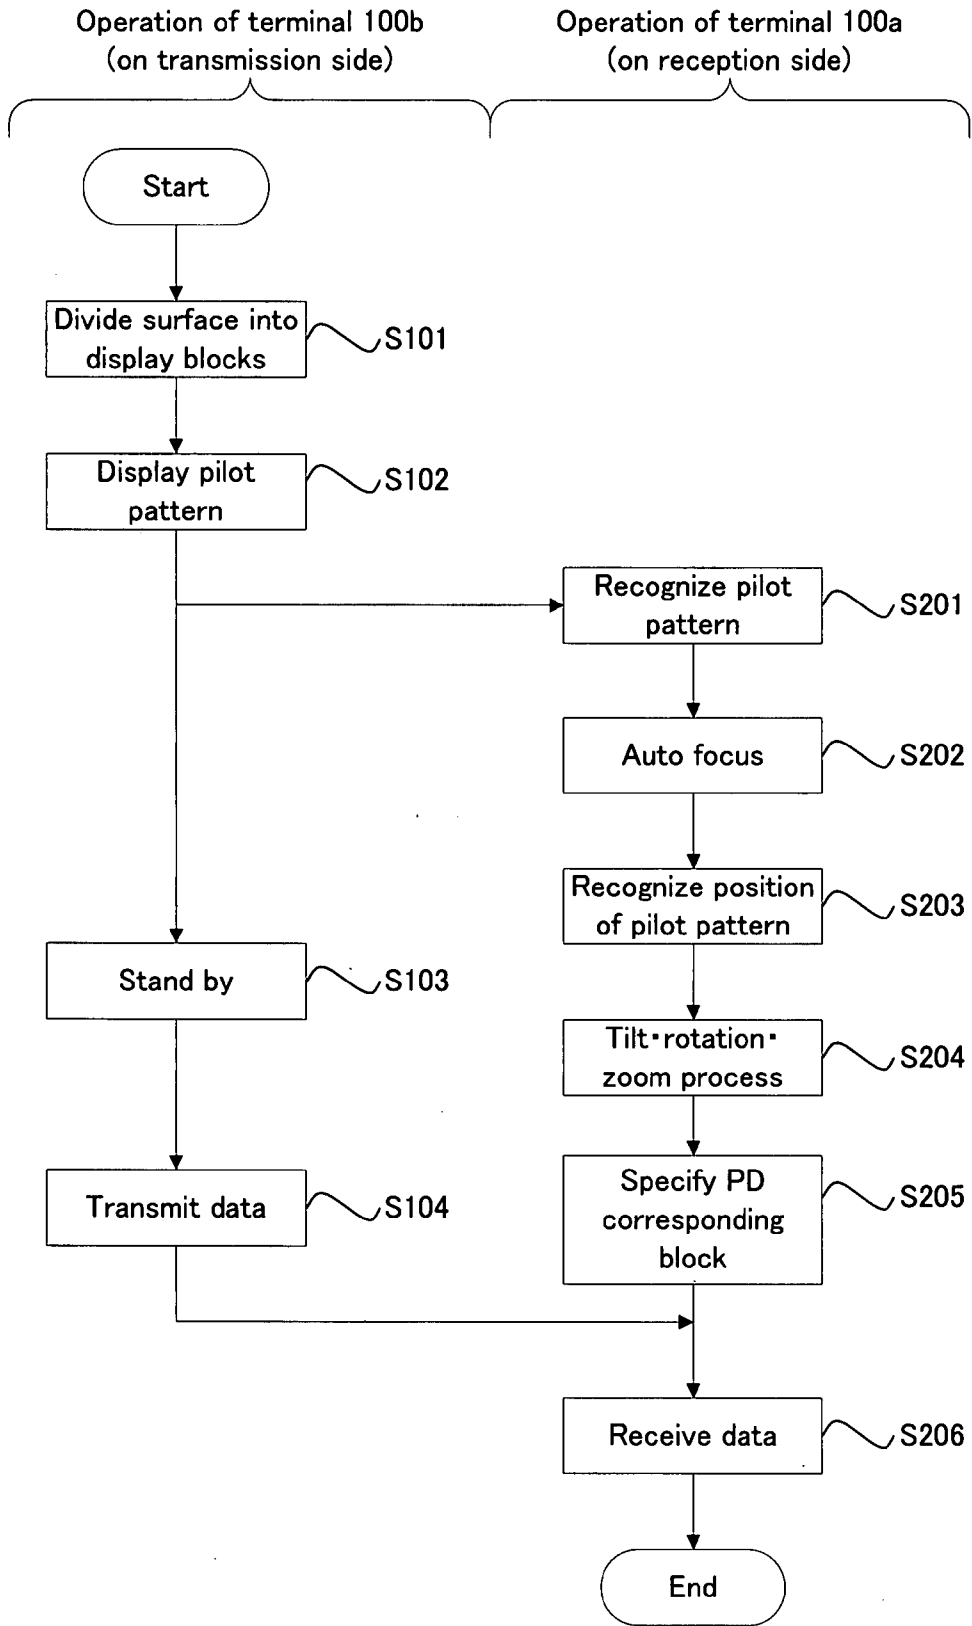 Operation of terminal 100b
(on transmission side)
Operation of terminal 100a
(on reception side)
Start
Divide surface into
display blocks
S101
Display pilot
pattern
S102
Recognize pilot
pattern
S201
Auto focus
S202
Recognize position
of pilot pattern
S203
Stand by
S103
Tilt・rotation・
zoom process
S204
Transmit data
S104
Specify PD
corresponding
block
S205
Receive data
S206
End